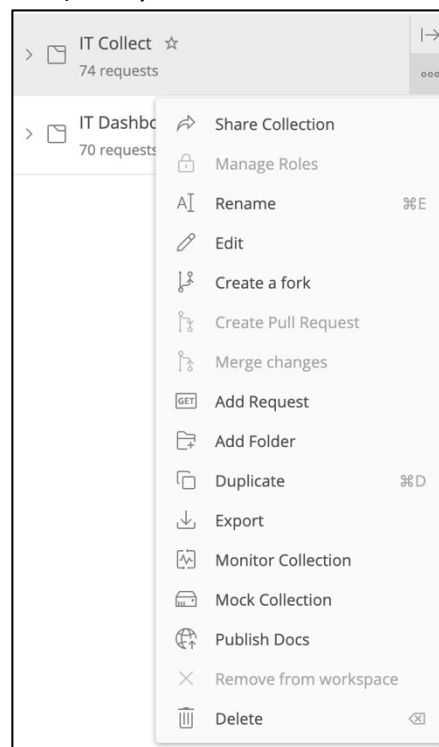 IT Collect
74 requests
IT Dashbo
70 requests
Share Collection
Manage Roles
Rename ⌘E
Edit
Create a fork
Create Pull Request
Merge changes
GET Add Request
Add Folder
Duplicate ⌘D
Export
Monitor Collection
Mock Collection
Publish Docs
Remove from workspace
Delete